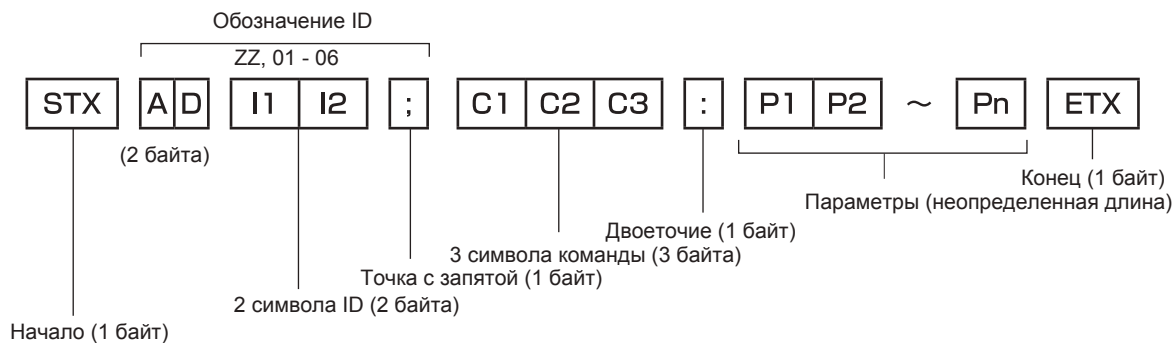 Обозначение ID
ZZ, 01 - 06
STX A D I1 I2 ; C1 C2 C3 : P1 P2 ~ Pn ETX
(2 байта)
Конец (1 байт)
Параметры (неопределенная длина)
Двоеточие (1 байт)
3 символа команды (3 байта)
Точка с запятой (1 байт)
2 символа ID (2 байта)
Начало (1 байт)